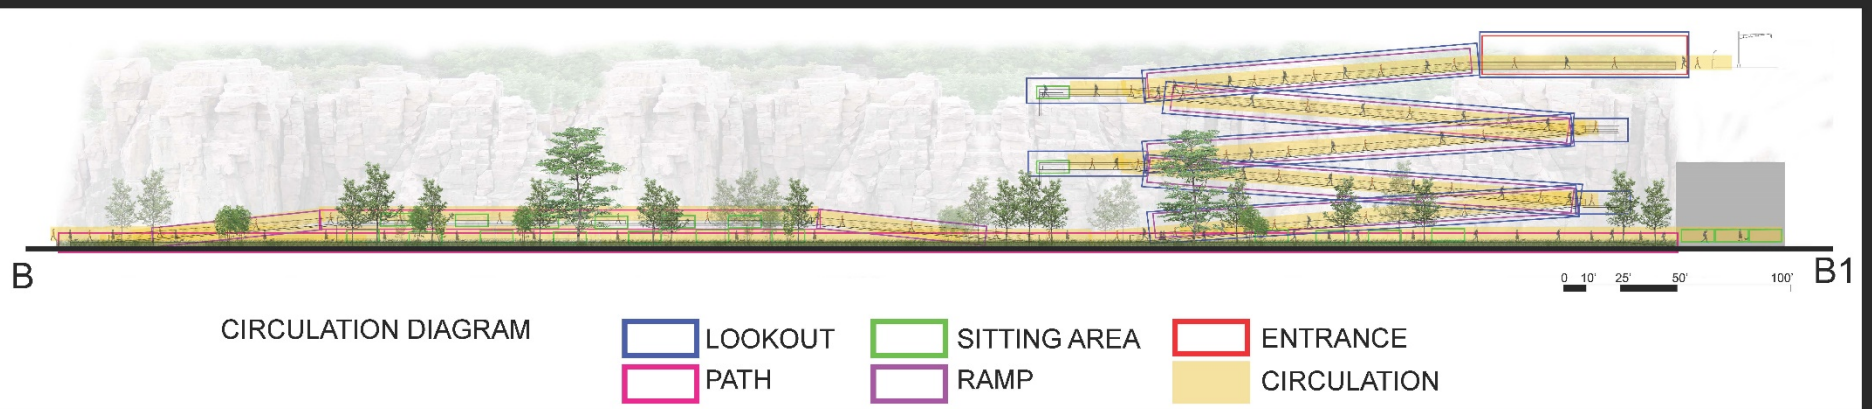 B
B1
0 10' 25' 50' 100'
CIRCULATION DIAGRAM
LOOKOUT
SITTING AREA
ENTRANCE
PATH
RAMP
CIRCULATION